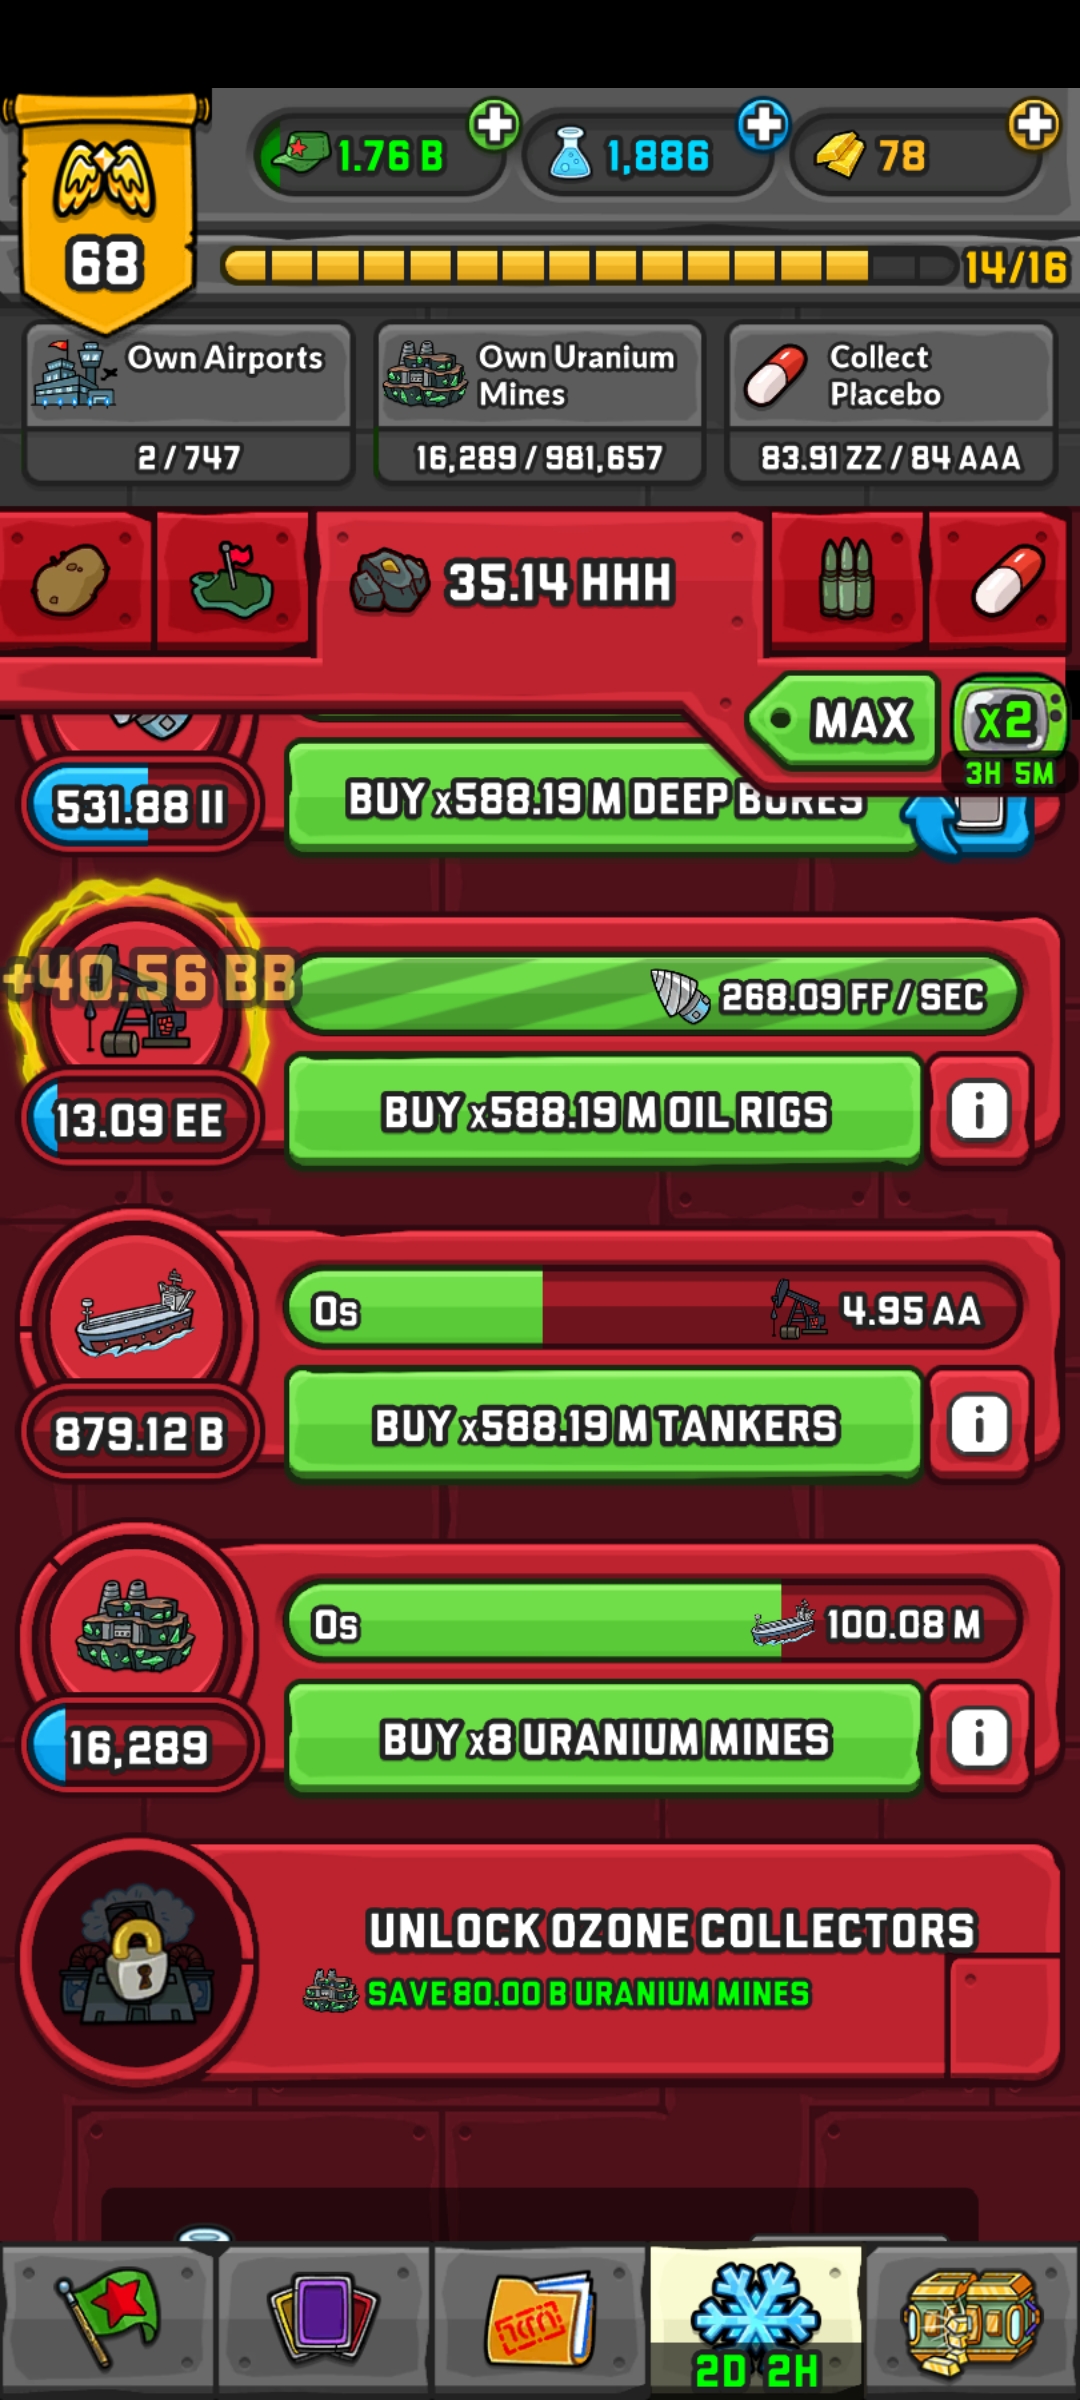 1.76 B
1,886
78
68
14/16
Own Airports
2 / 747
Own Uranium
Mines
16,289 / 981,657
Collect
Placebo
83.91 ZZ / 84 AAA
35.14 HHH
MAX
x2
3H 5M
531.88 II
BUY x588.19 M DEEP BORES
+40.56 BB
268.09 FF / SEC
13.09 EE
BUY x588.19 M OIL RIGS
i
0s
4.95 AA
879.12 B
BUY x588.19 M TANKERS
i
0s
100.08 M
16,289
BUY x8 URANIUM MINES
i
UNLOCK OZONE COLLECTORS
SAVE 80.00 B URANIUM MINES
2D 2H